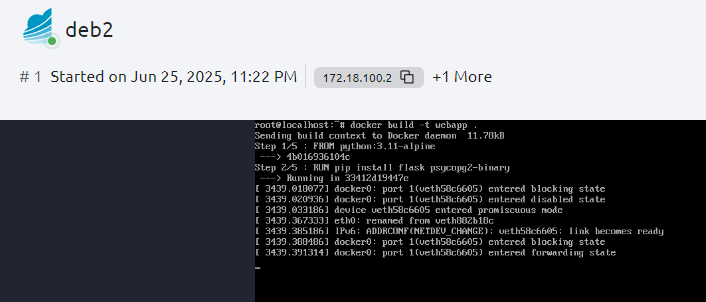 deb2
# 1 Started on Jun 25, 2025, 11:22 PM 172.18.100.2 +1 More
root@localhost:~# docker build -t webapp .
Sending build context to Docker daemon  11.78kB
Step 1/5 : FROM python:3.11-alpine
 ---> 4b016936104c
Step 2/5 : RUN pip install flask psycopg2-binary
 ---> Running in 33412d19447e
[ 3439.018077] docker0: port 1(veth58c6605) entered blocking state
[ 3439.020936] docker0: port 1(veth58c6605) entered disabled state
[ 3439.033186] device veth58c6605 entered promiscuous mode
[ 3439.367333] eth0: renamed from veth882b18c
[ 3439.385186] IPv6: ADDRCONF(NETDEV_CHANGE): veth58c6605: link becomes ready
[ 3439.388486] docker0: port 1(veth58c6605) entered blocking state
[ 3439.391314] docker0: port 1(veth58c6605) entered forwarding state